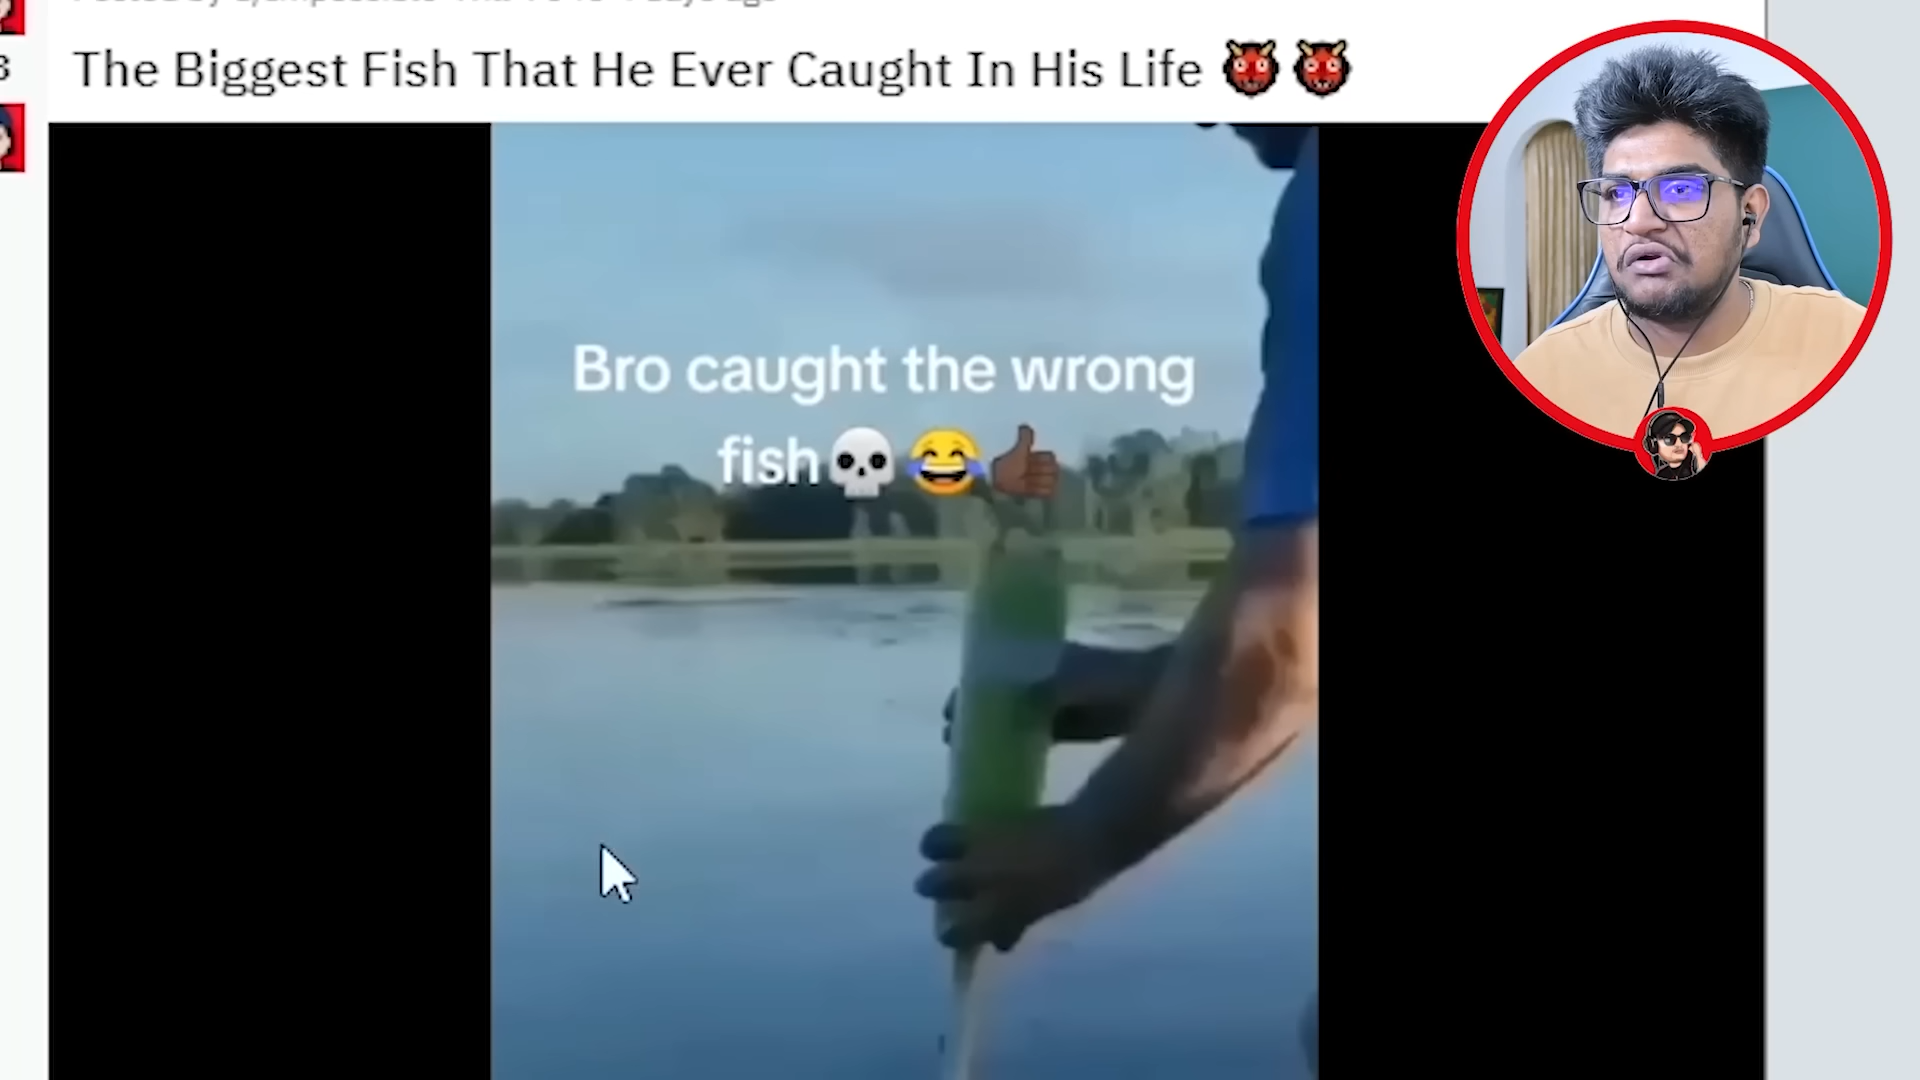 The Biggest Fish That He Ever Caught In His Life 👹 👹
Bro caught the wrong
fish💀😂👍🏾